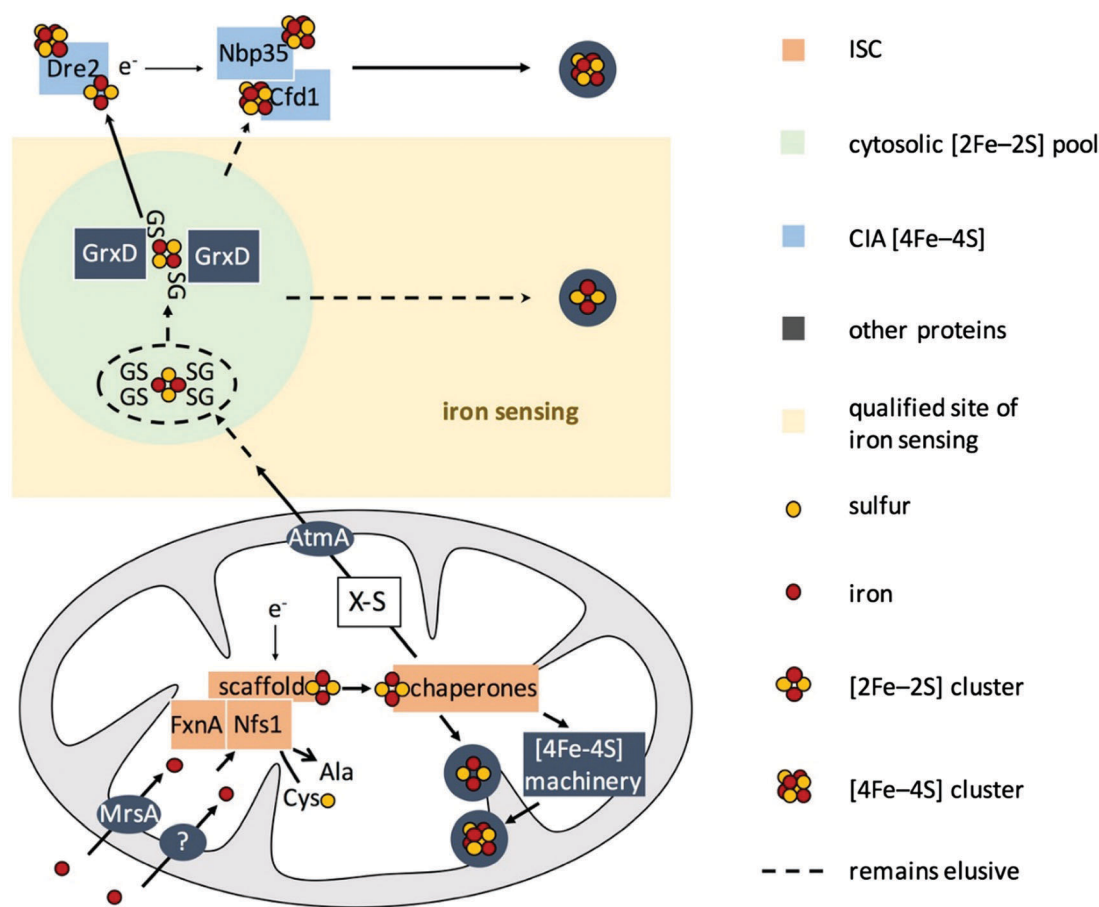 Dre2
e-
Nbp35
Cfd1
GS
GrxD
GrxD
SG
GS SG
GS SG
iron sensing
AtmA
X-S
e-
scaffold
chaperones
FxnA
Nfs1
[4Fe-4S]
machinery
Ala
Cys
MrsA
?
ISC
cytosolic [2Fe–2S] pool
CIA [4Fe–4S]
other proteins
qualified site of
iron sensing
sulfur
iron
[2Fe–2S] cluster
[4Fe–4S] cluster
remains elusive